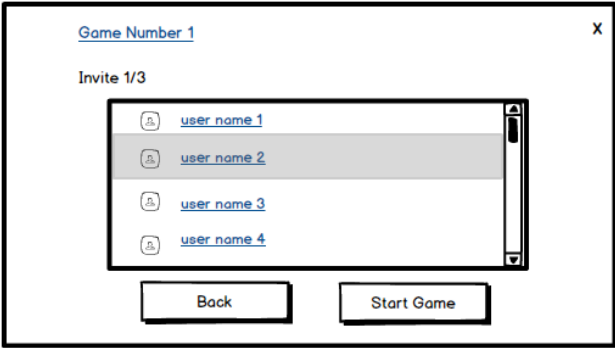 Game Number 1
X
Invite 1/3
user name 1
user name 2
user name 3
user name 4
Back
Start Game